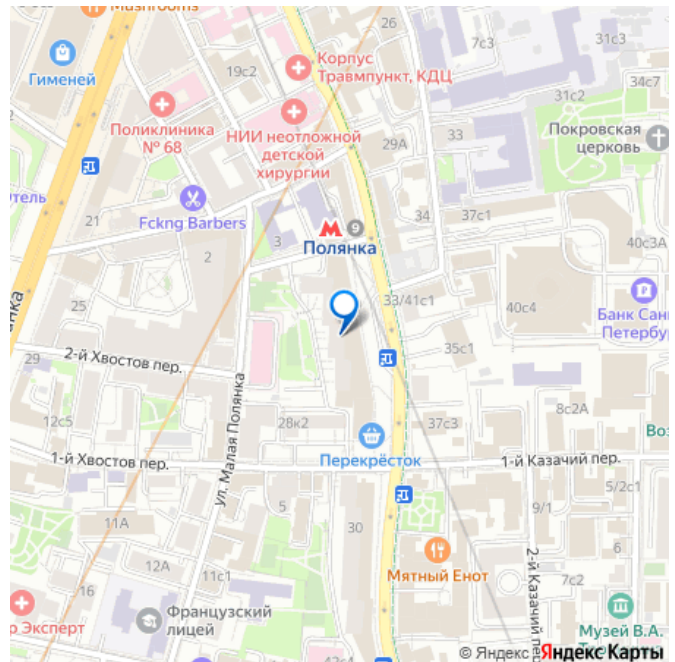 Mushrooms
26
7с3
31с3
Гименей
19с2
Корпус
Травмпункт, КДЦ
34с7
31с2
Поликлиника
№ 68
НИИ неотложной
детской
хирургии
29А
33
Покровская
церковь
21
Fckng Barbers
34
37с1
3
9
Полянка
2
40с3А
25
33/41с1
40с4
Банк Сан
Петербу
29
2-й Хвостов пер.
35с1
12с5
28к2
8с2А
37с3
Перекрёсток
1-й Хвостов пер.
ул. Малая Полянка
1-й Казачий пер.
5/2с1
5
9/1
11А
30
6
12А
Мятный Енот
2-й Казачий пе
16
11с1
7с2
Французский
лицей
р Эксперт
Музей В.А.
© Яндекс
Яндекс Карты